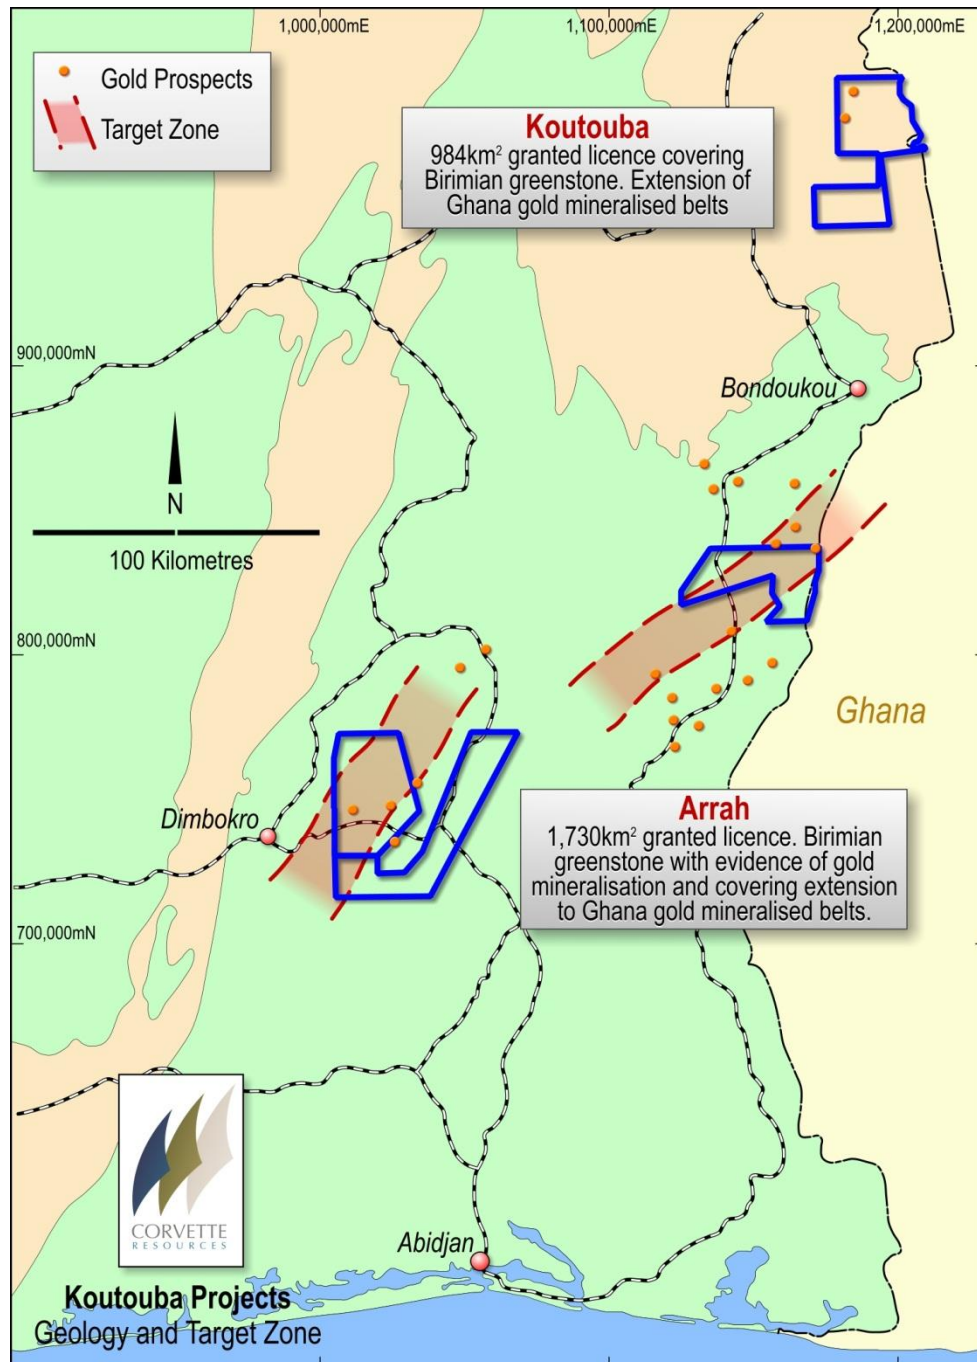 1,000,000mE
1,100,000mE
1,200,000mE
Gold Prospects
Target Zone
Koutouba
984km² granted licence covering
Birimian greenstone. Extension of
Ghana gold mineralised belts
900,000mN
Bondoukou
N
100 Kilometres
800,000mN
Ghana
Dimbokro
Arrah
1,730km² granted licence. Birimian
greenstone with evidence of gold
mineralisation and covering extension
to Ghana gold mineralised belts.
700,000mN
CORVETTE
RESOURCES
Abidjan
Koutouba Projects
Geology and Target Zone